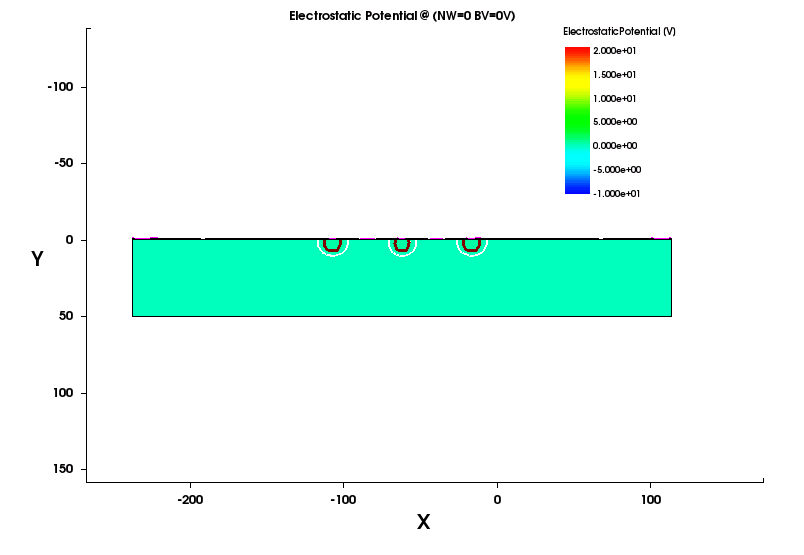 Electrostatic Potential @ (NW=0 BV=0V)
ElectrostaticPotential (V)
2.000e+01
1.500e+01
1.000e+01
5.000e+00
0.000e+00
-5.000e+00
-1.000e+01
-100
-50
0
50
100
150
Y
-200
-100
0
100
X